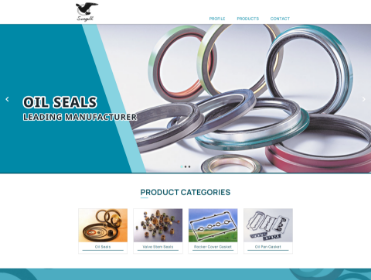 PROFILE PRODUCTS CONTACT
OIL SEALS
LEADING MANUFACTURER
PRODUCT CATEGORIES
Oil Seals
Valve Stem Seals
Rocker Cover Gasket
Oil Pan Gasket